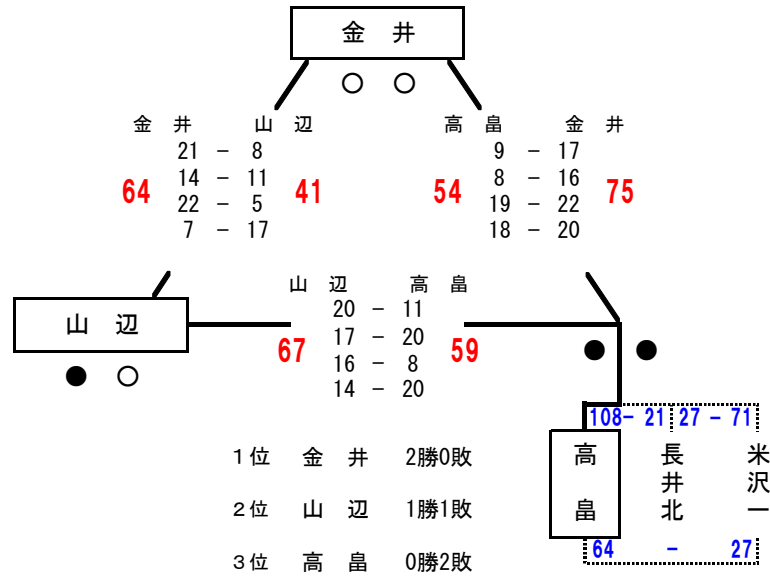 金 井
○ ○
金 井 山 辺
21 － 8
14 － 11
22 － 5
7 － 17
64 41
高 畠 金 井
9 － 17
8 － 16
19 － 22
18 － 20
54 75
山 辺 高 畠
20 － 11
17 － 20
16 － 8
14 － 20
67 59
山 辺
● ○
● ●
108－ 21 27 － 71
高 畠
長井北
米沢一
64 － 27
1位 金 井 2勝0敗
2位 山 辺 1勝1敗
3位 高 畠 0勝2敗